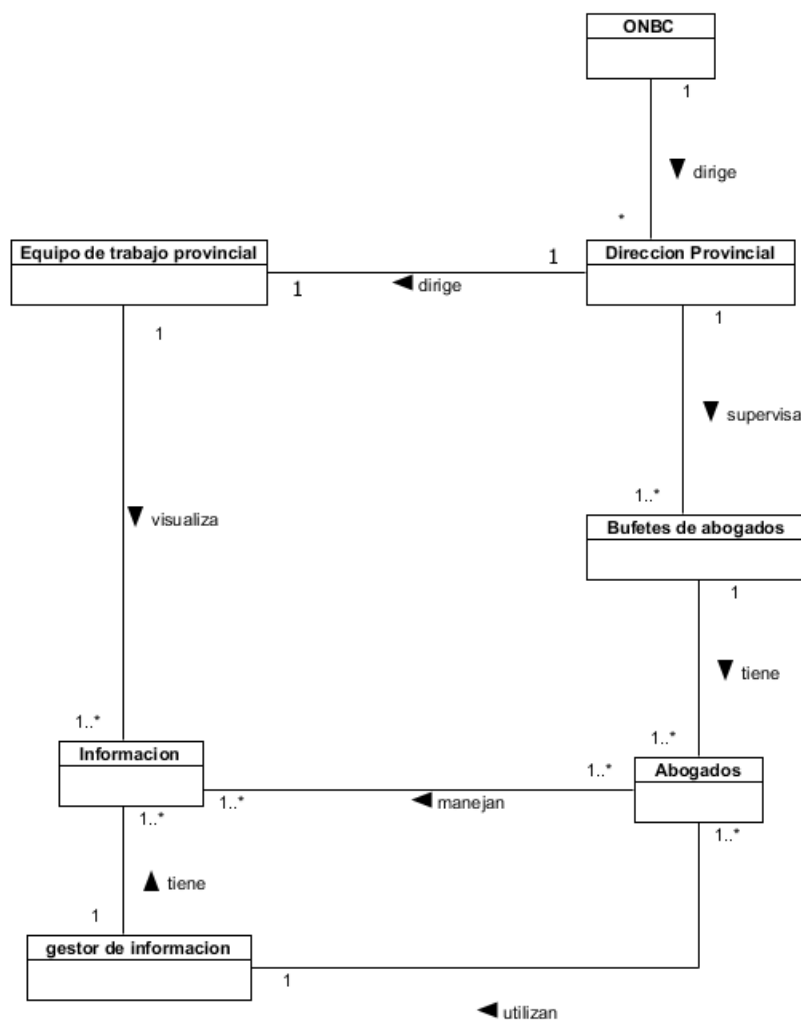 ONBC
1
dirige
*
Equipo de trabajo provincial
1
Direccion Provincial
1
dirige
1
1
supervisa
1..*
visualiza
Bufetes de abogados
1
tiene
1..*
1..*
Informacion
1..*
Abogados
1..*
manejan
1..*
1..*
tiene
1
gestor de informacion
1
utilizan